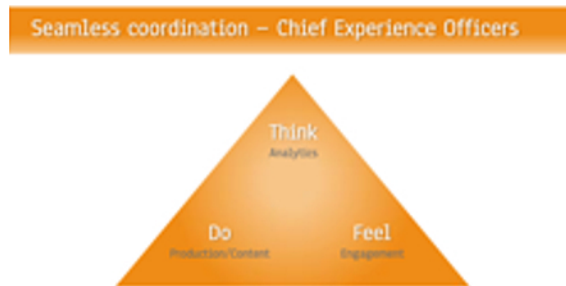 Seamless coordination – Chief Experience Officers
Think
Analytics
Do
Feel
Production/Content
Engagement